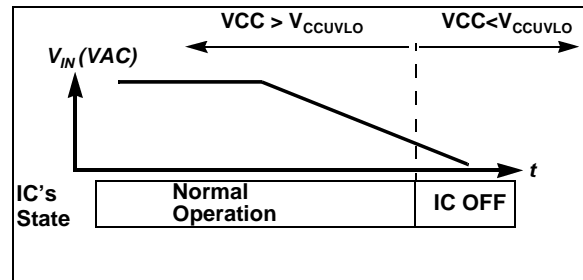 VCC > VCCUVLO
VCC<VCCUVLO
VIN (VAC)
t
IC's
State
Normal
Operation
IC OFF